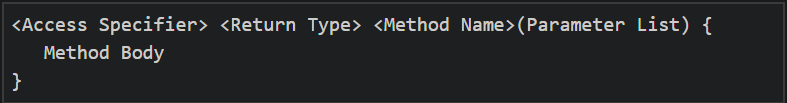 <Access Specifier> <Return Type> <Method Name>(Parameter List) {
   Method Body
}